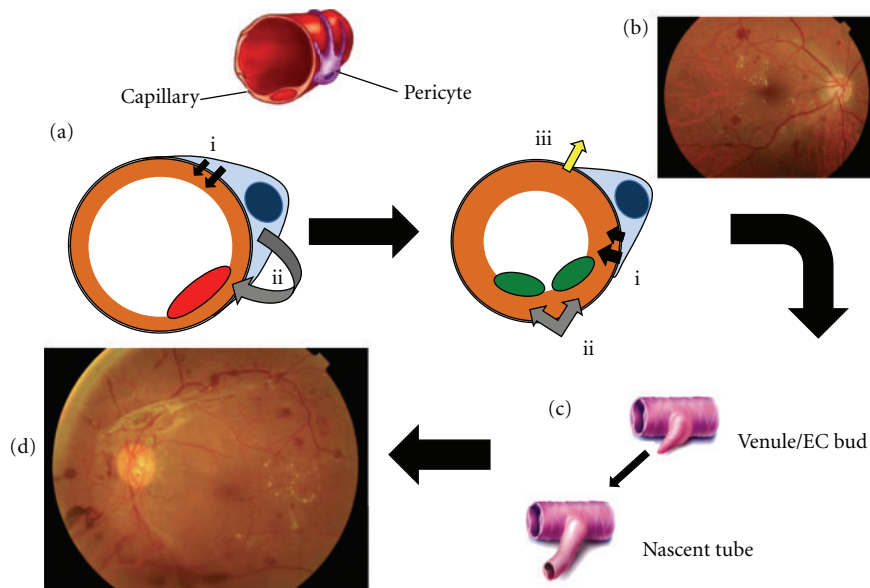 Capillary
Pericyte
(b)
(a)
i
iii
ii
i
ii
(c)
Venule/EC bud
(d)
Nascent tube